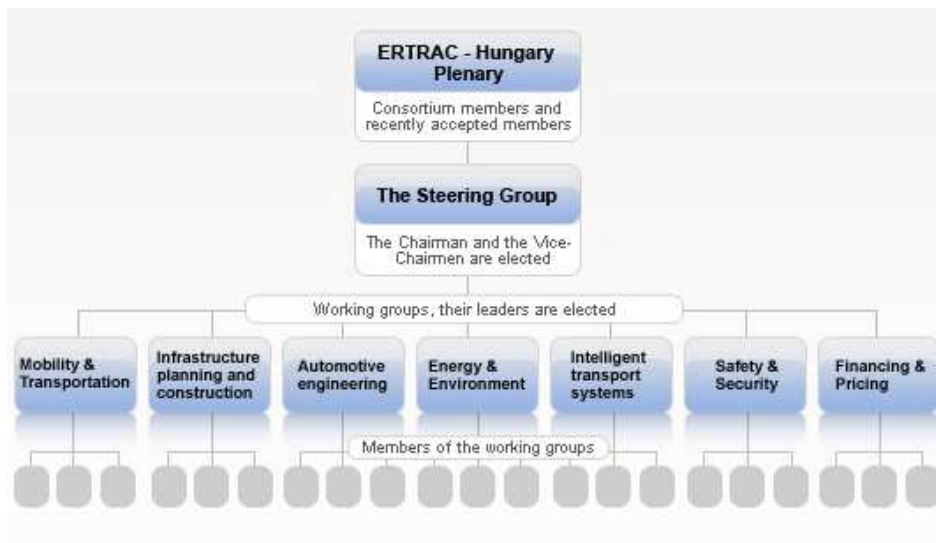 ERTRAC - Hungary
Plenary
Consortium members and
recently accepted members
The Steering Group
The Chairman and the Vice-
Chairmen are elected
Working groups, their leaders are elected
Mobility &
Transportation
Infrastructure
planning and
construction
Automotive
engineering
Energy &
Environment
Intelligent
transport
systems
Safety &
Security
Financing &
Pricing
Members of the working groups